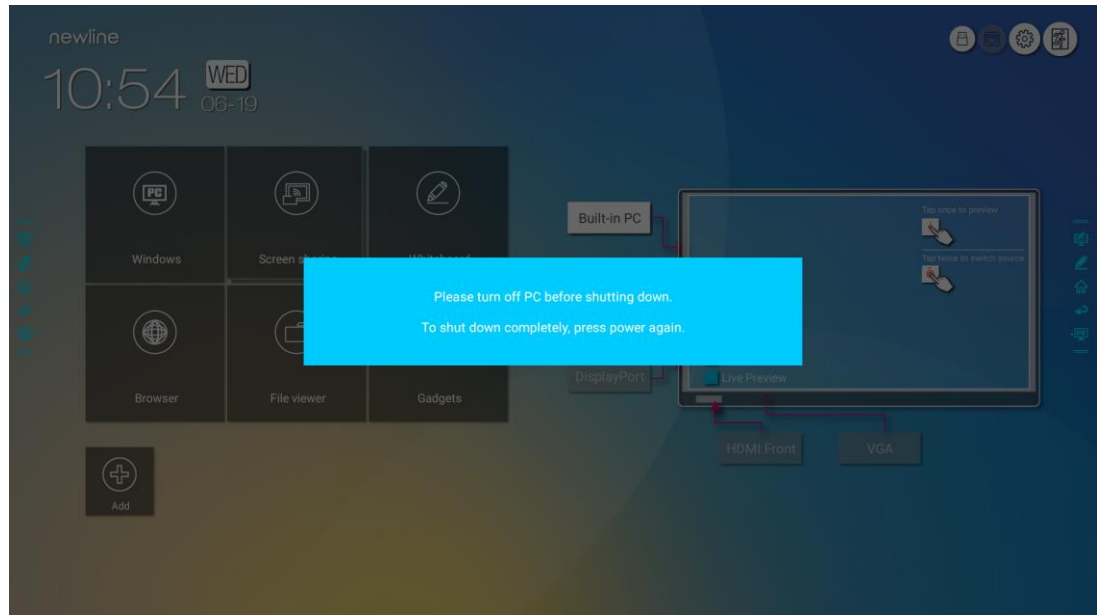 newline
10:54 WED
06-19
PC
Windows
Screen sharing
Whiteboard
Browser
File viewer
Gadgets
Add
Built-in PC
DisplayPort
Tap once to preview
Tap twice to switch source
Live Preview
HDMI Front
VGA
Please turn off PC before shutting down.
To shut down completely, press power again.